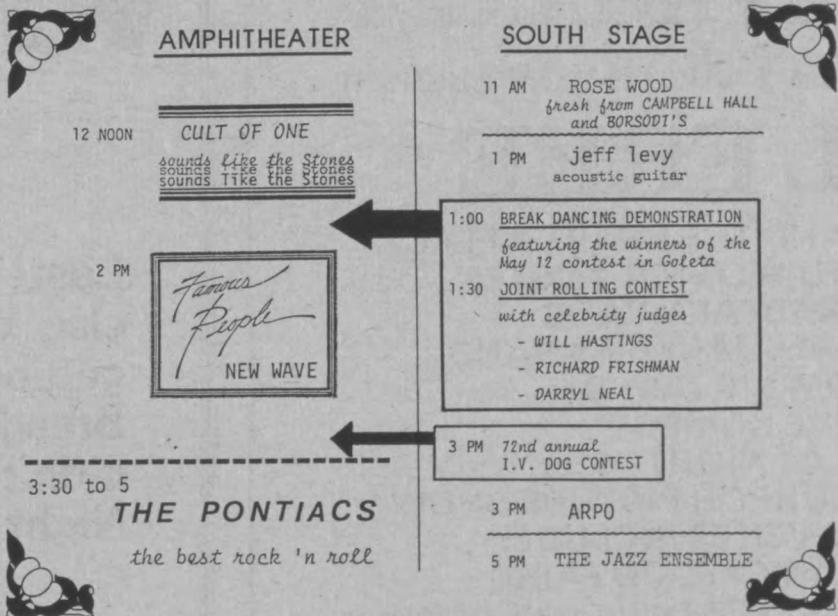 AMPHITHEATER
12 NOON CULT OF ONE
sounds like the Stones
sounds like the Stones
sounds like the Stones
2 PM Famous
People
NEW WAVE
3:30 to 5
THE PONTIACS
the best rock 'n roll
SOUTH STAGE
11 AM ROSE WOOD
fresh from CAMPBELL HALL
and BORSODI'S
1 PM jeff levy
acoustic guitar
1:00 BREAK DANCING DEMONSTRATION
featuring the winners of the
May 12 contest in Goleta
1:30 JOINT ROLLING CONTEST
with celebrity judges
- WILL HASTINGS
- RICHARD FRISHMAN
- DARRYL NEAL
3 PM 72nd annual
I.V. DOG CONTEST
3 PM ARPO
5 PM THE JAZZ ENSEMBLE